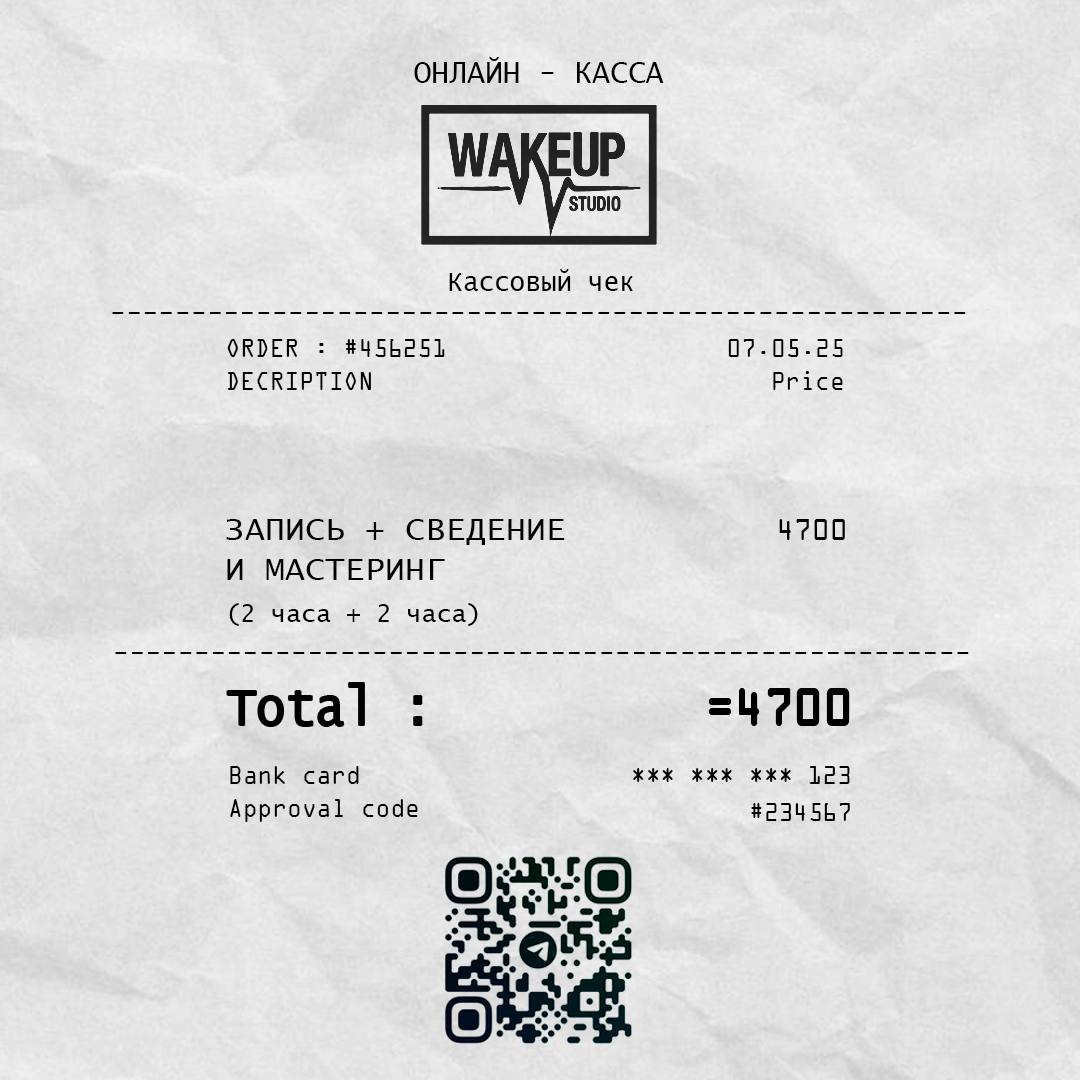 ОНЛАЙН - КАССА
WAKEUP
STUDIO
Кассовый чек
ORDER : #456251 07.05.25
DECRIPTION Price
ЗАПИСЬ + СВЕДЕНИЕ 4700
И МАСТЕРИНГ
(2 часа + 2 часа)
Total : =4700
Bank card *** *** *** 123
Approval code #234567